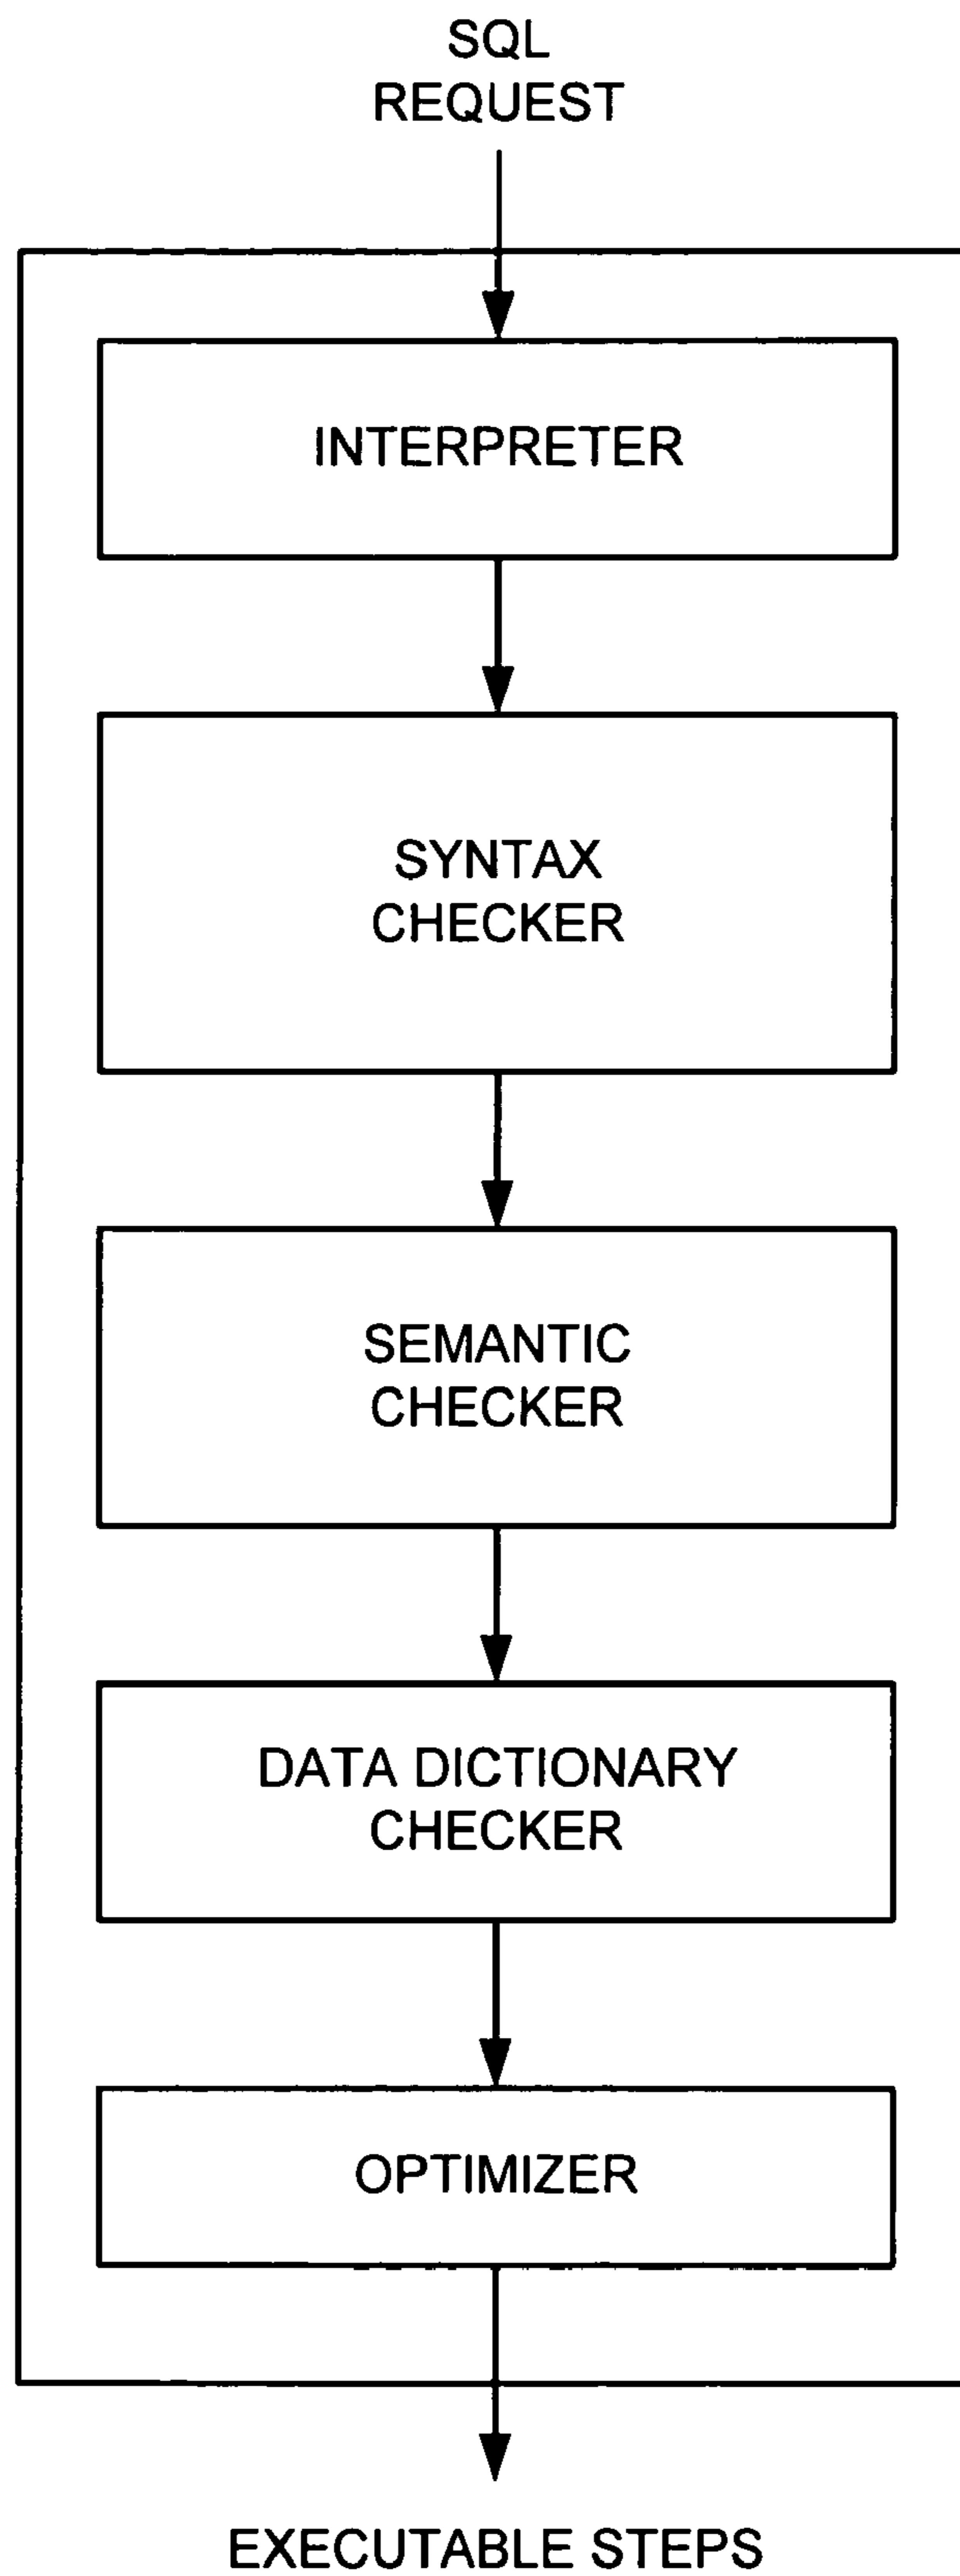 SQL
REQUEST
INTERPRETER
SYNTAX
CHECKER
SEMANTIC
CHECKER
DATA DICTIONARY
CHECKER
OPTIMIZER
EXECUTABLE STEPS